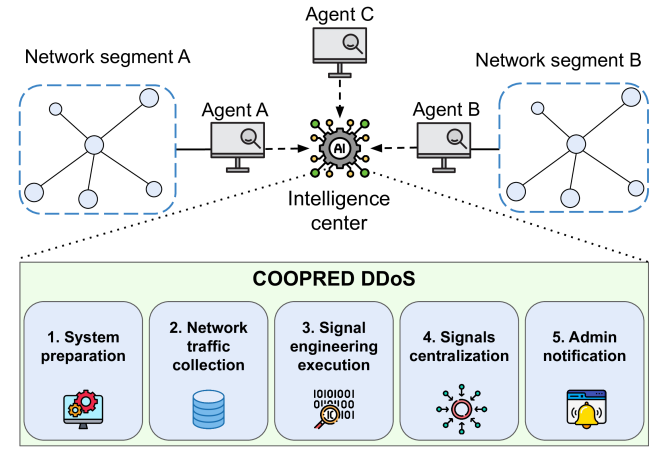 Agent C
Network segment A
Network segment B
Agent A
Agent B
AI
Intelligence
center
COOPRED DDoS
1. System
preparation
2. Network
traffic
collection
3. Signal
engineering
execution
4. Signals
centralization
5. Admin
notification
0101001